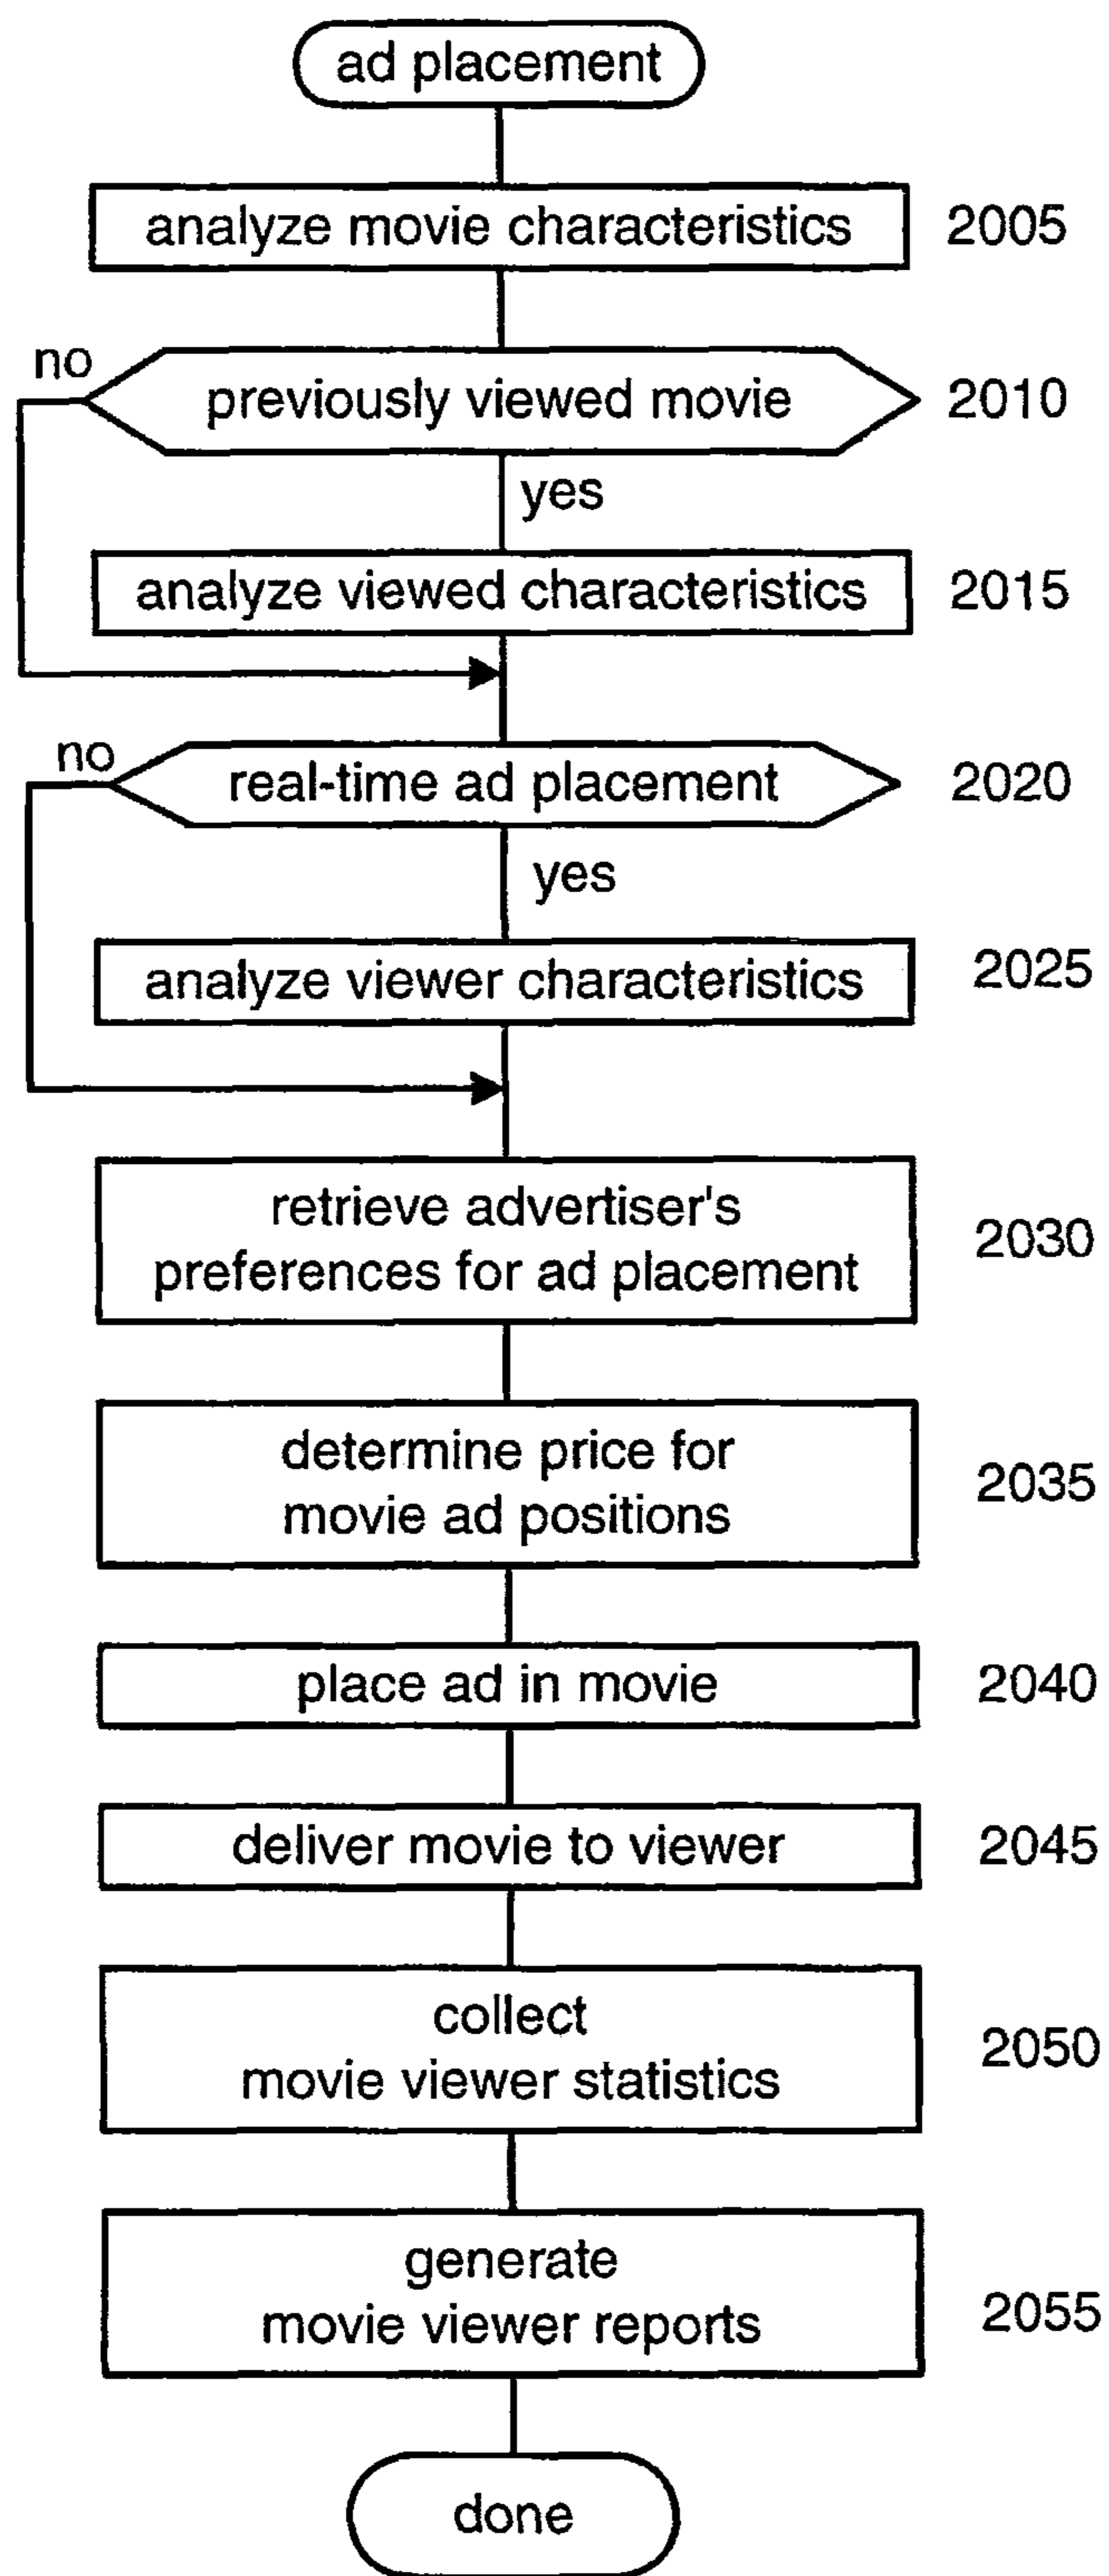 ad placement
analyze movie characteristics 2005
no
previously viewed movie 2010
yes
analyze viewed characteristics 2015
no
real-time ad placement 2020
yes
analyze viewer characteristics 2025
retrieve advertiser's
preferences for ad placement
2030
determine price for
movie ad positions
2035
place ad in movie 2040
deliver movie to viewer 2045
collect
movie viewer statistics
2050
generate
movie viewer reports
2055
done